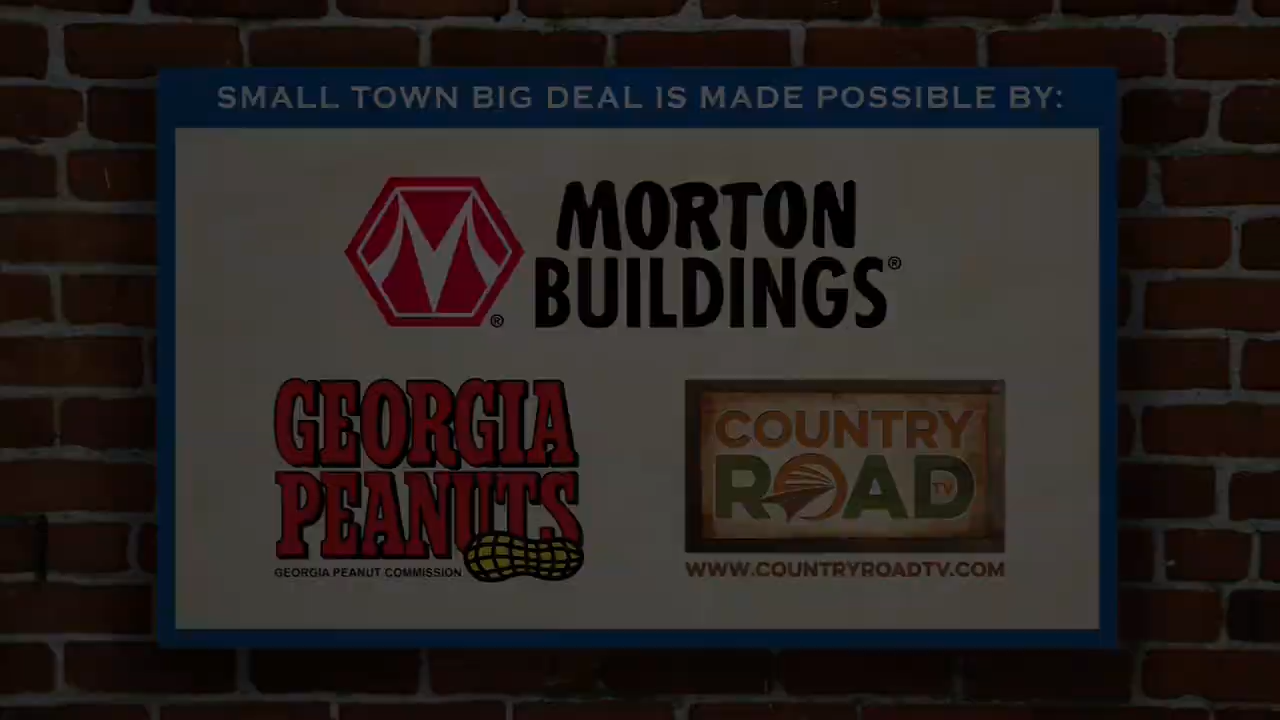 SMALL TOWN BIG DEAL IS MADE POSSIBLE BY:
MORTON
BUILDINGS®
®
GEORGIA
PEANUTS
GEORGIA PEANUT COMMISSION
COUNTRY
ROAD
TV
WWW.COUNTRYROADTV.COM